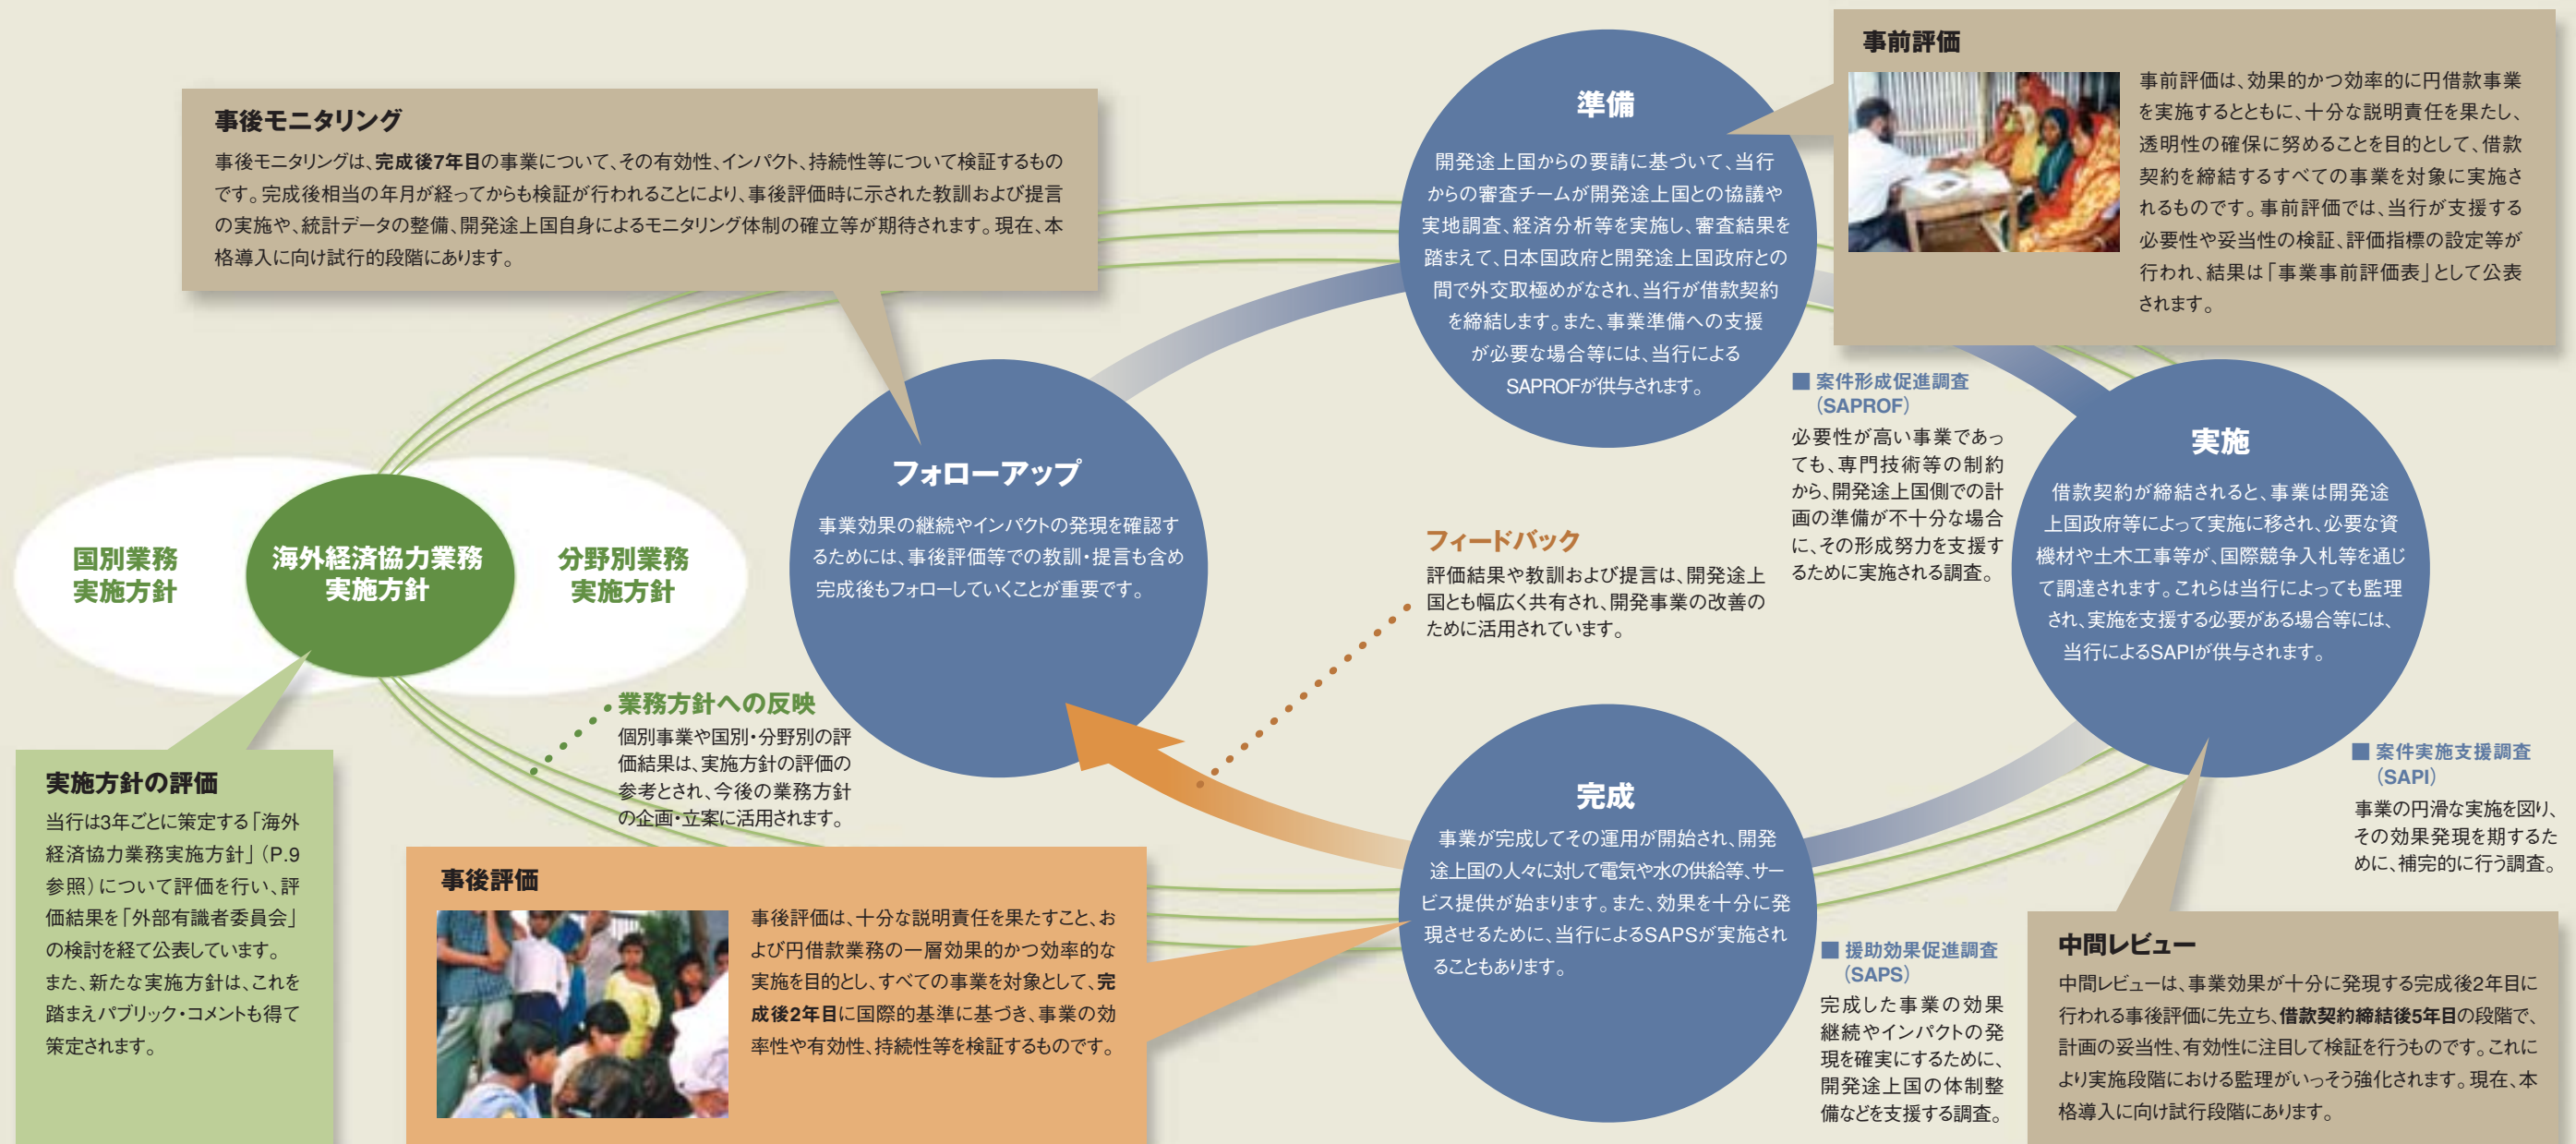 事後モニタリング
事後モニタリングは、完成後7年目の事業について、その有効性、インパクト、持続性等について検証するもの
です。完成後相当の年月が経ってからも検証が行われることにより、事後評価時に示された教訓および提言
の実施や、統計データの整備、開発途上国自身によるモニタリング体制の確立等が期待されます。現在、本
格導入に向け試行的段階にあります。
準備
開発途上国からの要請に基づいて、当行
からの審査チームが開発途上国との協議や
実地調査、経済分析等を実施し、審査結果を
踏まえて、日本国政府と開発途上国政府との
間で外交取極めがなされ、当行が借款契約
を締結します。また、事業準備への支援
が必要な場合等には、当行による
SAPROFが供与されます。
事前評価
事前評価は、効果的かつ効率的に円借款事業
を実施するとともに、十分な説明責任を果たし、
透明性の確保に努めることを目的として、借款
契約を締結するすべての事業を対象に実施さ
れるものです。事前評価では、当行が支援する
必要性や妥当性の検証、評価指標の設定等が
行われ、結果は「事業事前評価表」として公表
されます。
■ 案件形成促進調査
（SAPROF）
必要性が高い事業であっ
ても、専門技術等の制約
から、開発途上国側での計
画の準備が不十分な場合
に、その形成努力を支援す
るために実施される調査。
実施
借款契約が締結されると、事業は開発途
上国政府等によって実施に移され、必要な資
機材や土木工事等が、国際競争入札等を通じ
て調達されます。これらは当行によっても監理
され、実施を支援する必要がある場合等には、
当行によるSAPIが供与されます。
フォローアップ
事業効果の継続やインパクトの発現を確認す
るためには、事後評価等での教訓・提言も含め
完成後もフォローしていくことが重要です。
フィードバック
評価結果や教訓および提言は、開発途上
国とも幅広く共有され、開発事業の改善の
ために活用されています。
国別業務
実施方針
海外経済協力業務
実施方針
分野別業務
実施方針
業務方針への反映
個別事業や国別・分野別の評
価結果は、実施方針の評価の
参考とされ、今後の業務方針
の企画・立案に活用されます。
実施方針の評価
当行は3年ごとに策定する「海外
経済協力業務実施方針」（P.9
参照）について評価を行い、評
価結果を「外部有識者委員会」
の検討を経て公表しています。
また、新たな実施方針は、これを
踏まえパブリック・コメントも得て
策定されます。
事後評価
事後評価は、十分な説明責任を果たすこと、お
よび円借款業務の一層効果的かつ効率的な
実施を目的とし、すべての事業を対象として、完
成後2年目に国際的基準に基づき、事業の効
率性や有効性、持続性等を検証するものです。
完成
事業が完成してその運用が開始され、開発
途上国の人々に対して電気や水の供給等、サー
ビス提供が始まります。また、効果を十分に発
現させるために、当行によるSAPSが実施され
ることもあります。
■ 援助効果促進調査
（SAPS）
完成した事業の効果
継続やインパクトの発
現を確実にするために、
開発途上国の体制整
備などを支援する調査。
■ 案件実施支援調査
（SAPI）
事業の円滑な実施を図り、
その効果発現を期するた
めに、補完的に行う調査。
中間レビュー
中間レビューは、事業効果が十分に発現する完成後2年目に
行われる事後評価に先立ち、借款契約締結後5年目の段階で、
計画の妥当性、有効性に注目して検証を行うものです。これに
より実施段階における監理がいっそう強化されます。現在、本
格導入に向け試行段階にあります。